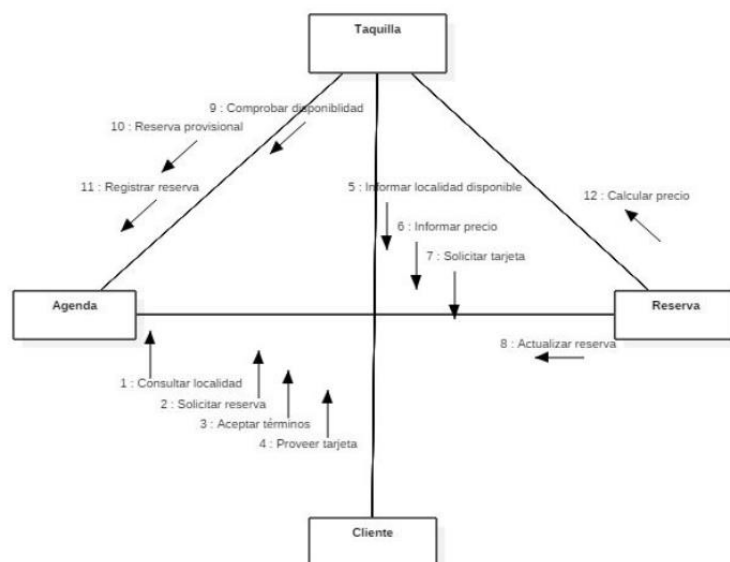 Taquilla
9 : Comprobar disponiblidad
10 : Reserva provisional
11 : Registrar reserva
5 : Informar localidad disponible
12 : Calcular precio
6 : Informar precio
7 : Solicitar tarjeta
Agenda
Reserva
8 : Actualizar reserva
1 : Consultar localidad
2 : Solicitar reserva
3 : Aceptar términos
4 : Proveer tarjeta
Cliente